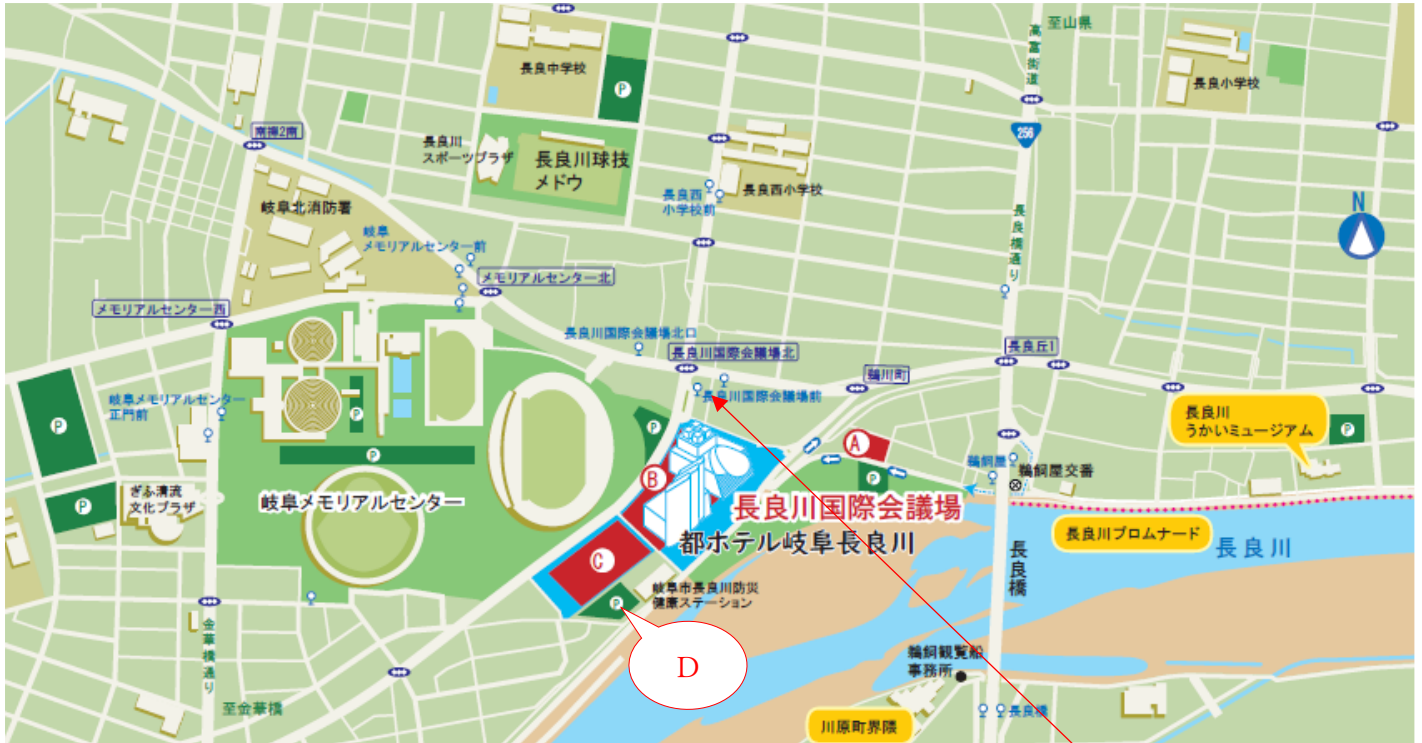 至山県
高富街道
長良中学校
P
長良小学校
256
南蝉2南
長良川
スポーツプラザ
長良川球技
メドウ
長良西
小学校前
長良西小学校
岐阜北消防署
長良橋通り
N
岐阜
メモリアルセンター前
メモリアルセンター北
メモリアルセンター西
長良川国際会議場北口
長良川国際会議場北
長良丘1
鵜川町
長良川国際会議場前
岐阜メモリアルセンター
正門前
長良川
うかいミュージアム
P
P
P
P
A
B
P
鵜飼屋
鵜飼屋交番
ぎふ清流
文化プラザ
P
岐阜メモリアルセンター
長良川国際会議場
都ホテル岐阜長良川
長良川プロムナード
長良川
長良橋
C
岐阜市長良川防災
健康ステーション
P
D
金華橋通り
鵜飼観覧船
事務所
至金華橋
川原町界隈
長良橋